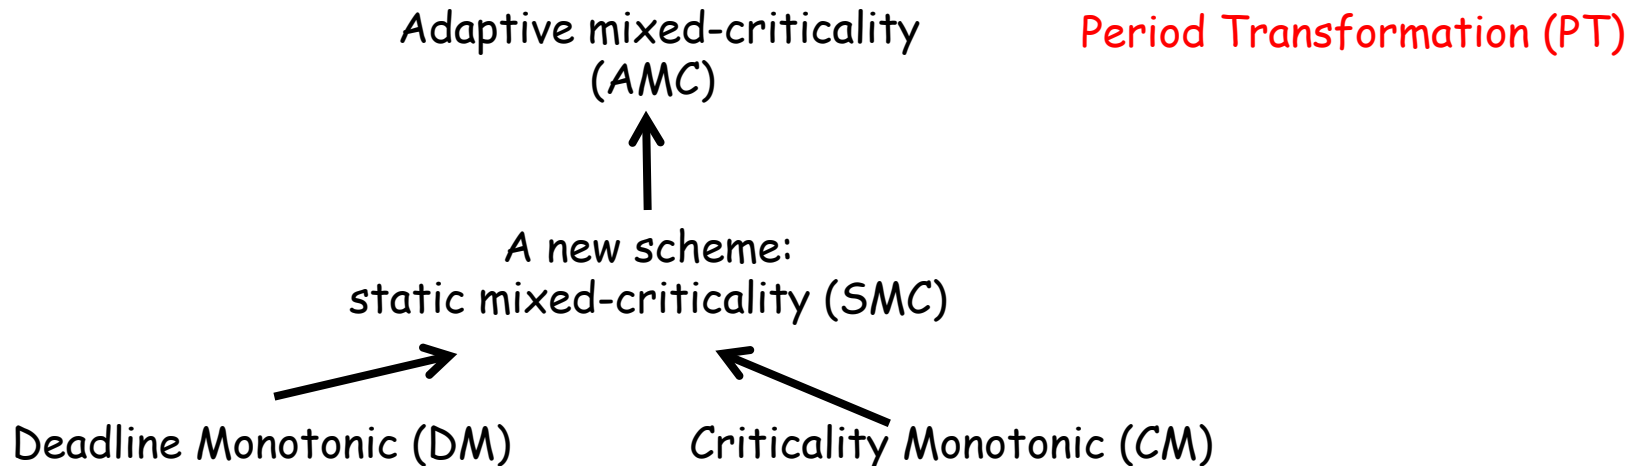 Adaptive mixed-criticality
(AMC)
Period Transformation (PT)
A new scheme:
static mixed-criticality (SMC)
Deadline Monotonic (DM)
Criticality Monotonic (CM)